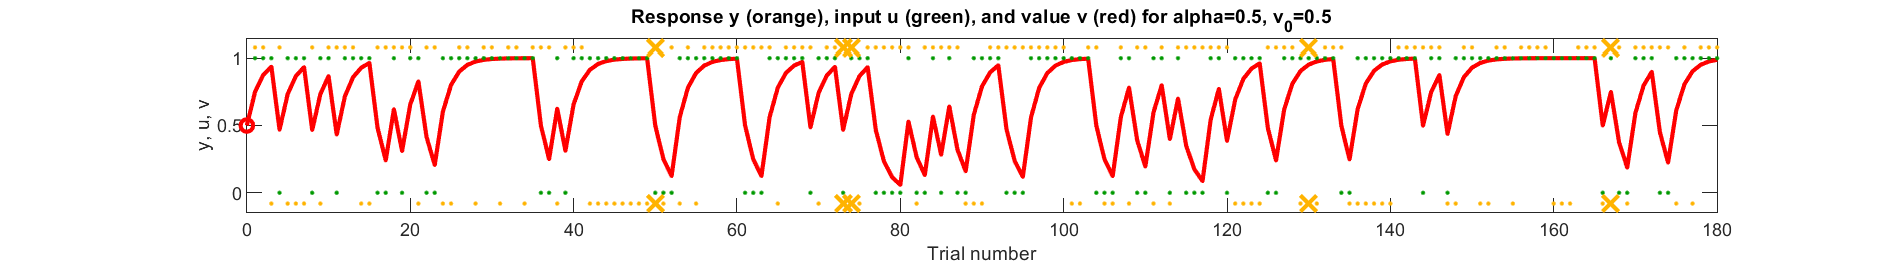 Response y (orange), input u (green), and value v (red) for alpha=0.5, v0=0.5
y, u, v
1
0.5
0
0 20 40 60 80 100 120 140 160 180
Trial number